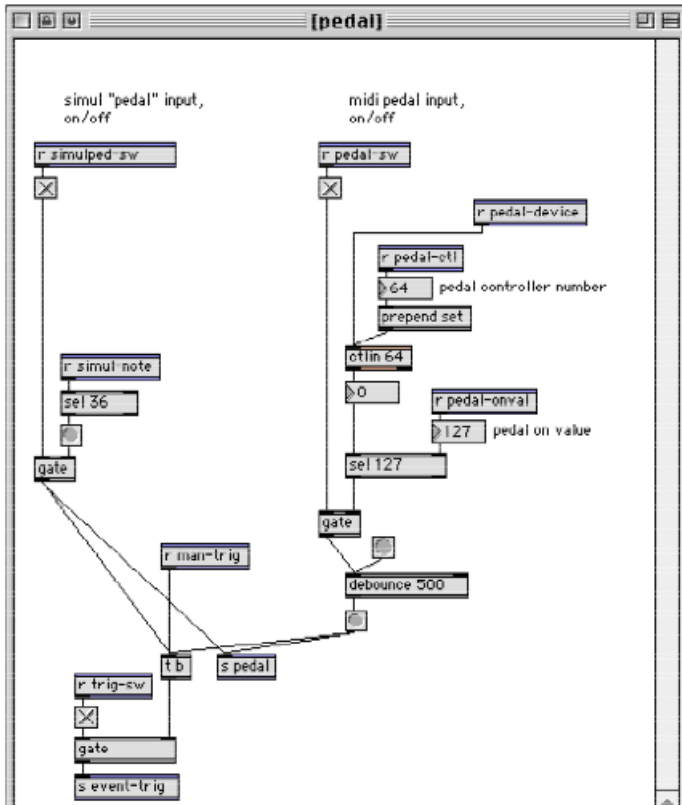 [pedal]
simul "pedal" input,
on/off
midi pedal input,
on/off
r simulped-sw
r pedal-sw
r pedal-device
r pedal-ctl
64
pedal controller number
prepend set
ctlin 64
r simul-note
0
sel 36
r pedal-onval
127
pedal on value
gate
sel 127
gate
r man-trig
debounce 500
t b
s pedal
r trig-sw
gate
s event-trig